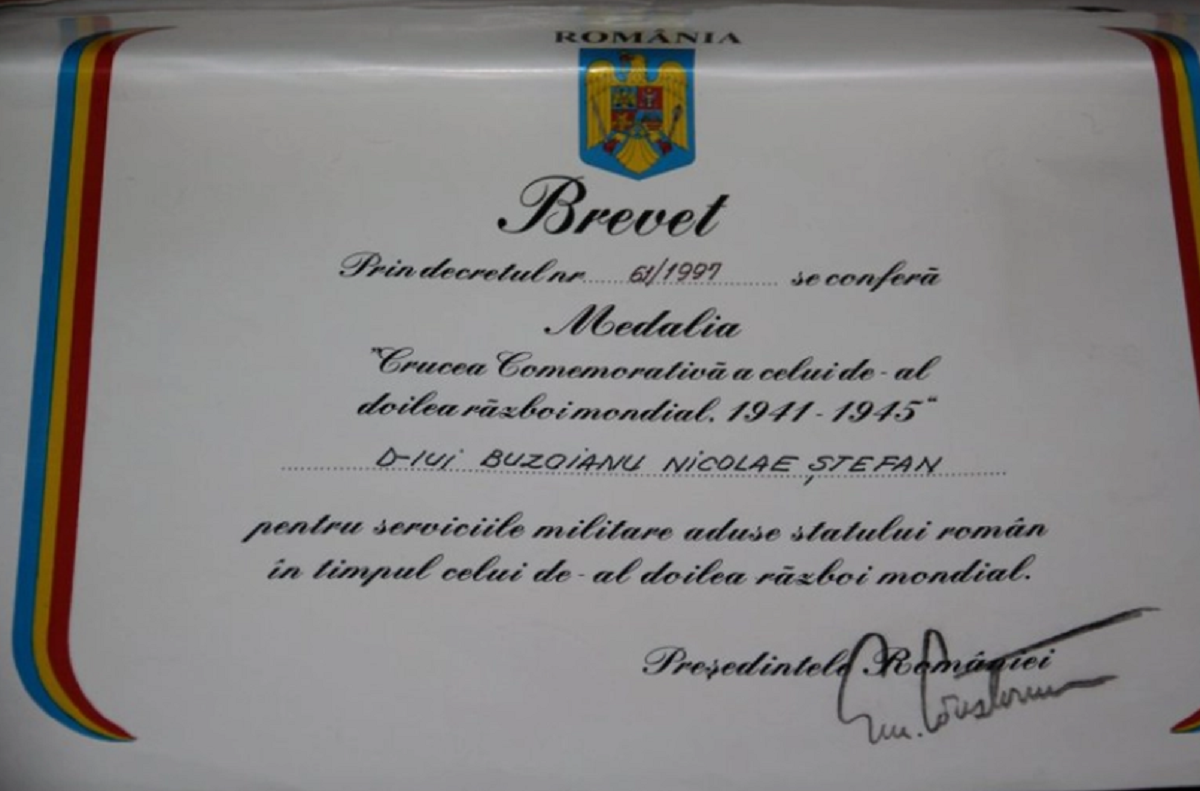 ROMÂNIA
Brevet
Prin decretul nr. 61/1997 se conferă
Medalia
"Crucea Comemorativă a celui de-al
doilea război mondial. 1941-1945"
D-lui BUZOIANU NICOLAE ȘTEFAN
pentru serviciile militare aduse statului român
în timpul celui de-al doilea război mondial.
Președintele României
Em. Constantinescu